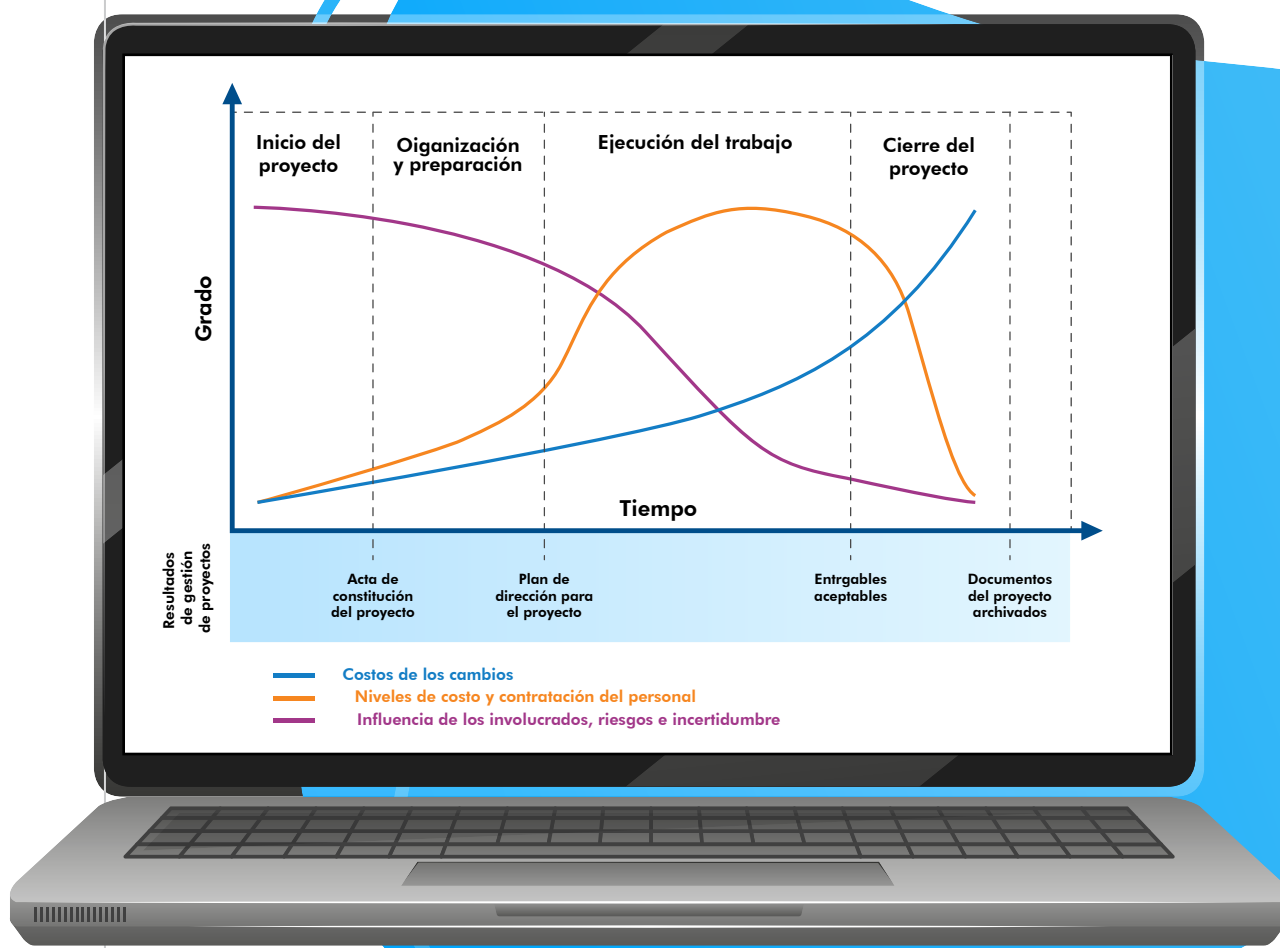 Inicio del
proyecto
Oiganización
y preparación
Ejecución del trabajo
Cierre del
proyecto
Grado
Tiempo
Resultados
de gestión
de proyectos
Acta de
constitución
del proyecto
Plan de
dirección para
el proyecto
Entrgables
aceptables
Documentos
del proyecto
archivados
Costos de los cambios
Niveles de costo y contratación del personal
Influencia de los involucrados, riesgos e incertidumbre